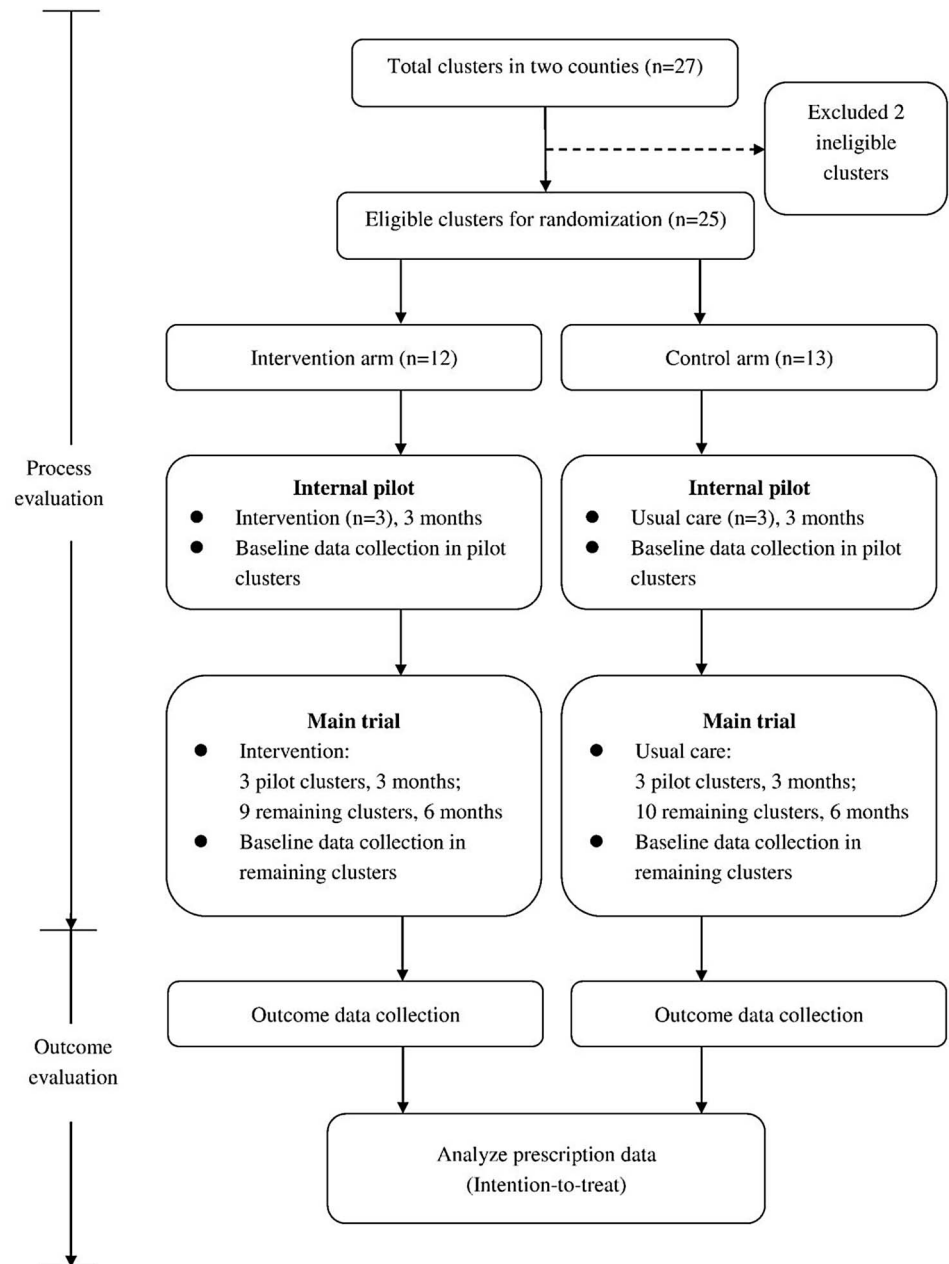 Total clusters in two counties (n=27)
Excluded 2
ineligible
clusters
Eligible clusters for randomization (n=25)
Intervention arm (n=12)
Control arm (n=13)
Process
evaluation
Internal pilot
● Intervention (n=3), 3 months
● Baseline data collection in pilot
clusters
Internal pilot
● Usual care (n=3), 3 months
● Baseline data collection in pilot
clusters
Main trial
● Intervention:
3 pilot clusters, 3 months;
9 remaining clusters, 6 months
● Baseline data collection in
remaining clusters
Main trial
● Usual care:
3 pilot clusters, 3 months;
10 remaining clusters, 6 months
● Baseline data collection in
remaining clusters
Outcome data collection
Outcome data collection
Outcome
evaluation
Analyze prescription data
(Intention-to-treat)